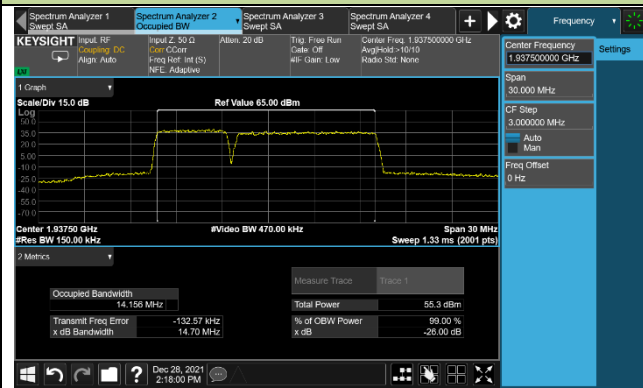 Spectrum Analyzer 1
Swept SA
Spectrum Analyzer 2
Occupied BW
Spectrum Analyzer 3
Swept SA
Spectrum Analyzer 4
Swept SA
Frequency
KEYSIGHT
Input: RF
Coupling: DC
Align: Auto
Input Z: 50 Ω
Corr CCorr
Freq Ref: Int (S)
NFE: Adaptive
Atten: 20 dB
Trig: Free Run
Gate: Off
#IF Gain: Low
Center Freq: 1.937500000 GHz
Avg|Hold:>10/10
Radio Std: None
Center Frequency
1.937500000 GHz
Settings
Span
30.000 MHz
CF Step
3.000000 MHz
Auto
Man
Freq Offset
0 Hz
1 Graph
Scale/Div 15.0 dB
Ref Value 65.00 dBm
Log
50.0
35.0
20.0
5.00
-10.0
-25.0
-40.0
-55.0
-70.0
Center 1.93750 GHz
#Video BW 470.00 kHz
Span 30 MHz
#Res BW 150.00 kHz
Sweep 1.33 ms (2001 pts)
2 Metrics
Measure Trace
Trace 1
Occupied Bandwidth
14.156 MHz
Total Power
55.3 dBm
Transmit Freq Error
-132.57 kHz
% of OBW Power
99.00 %
x dB Bandwidth
14.70 MHz
x dB
-26.00 dB
Dec 28, 2021
2:18:00 PM